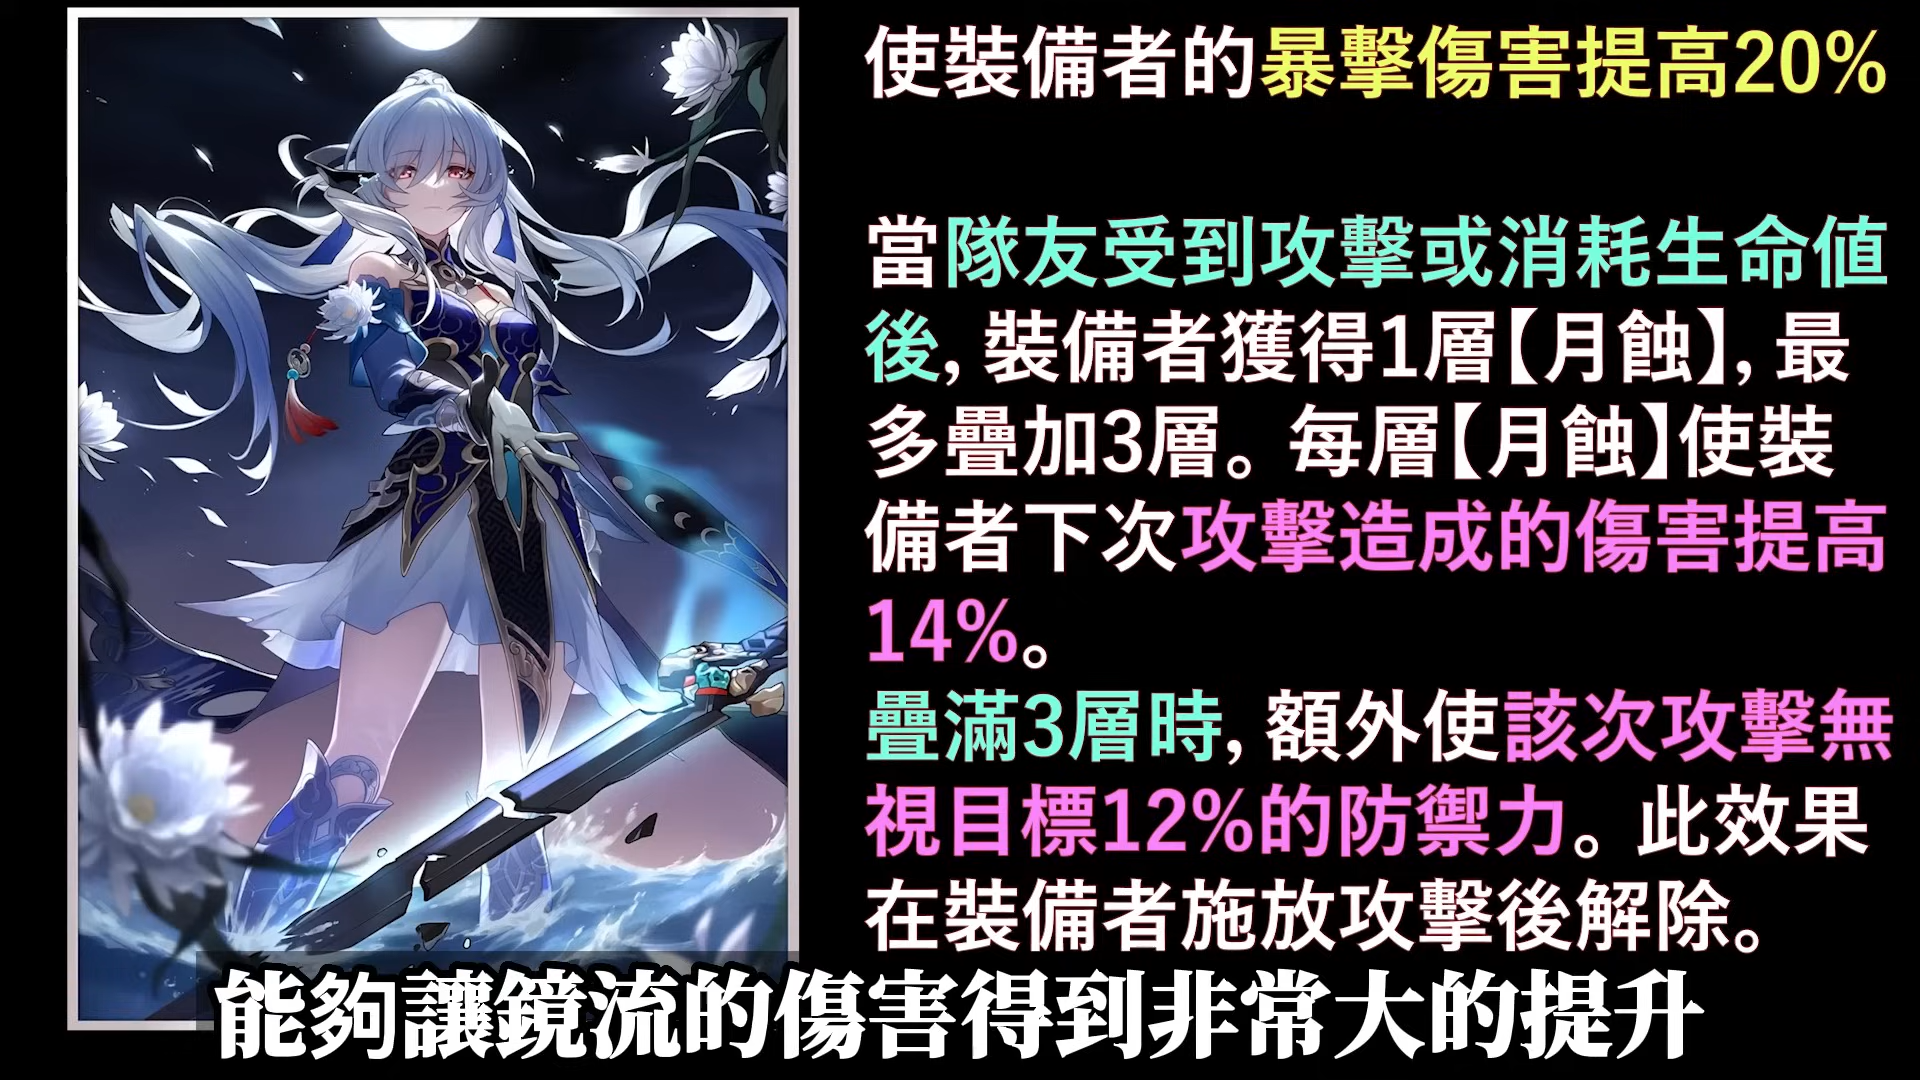 使裝備者的暴擊傷害提高20%
當隊友受到攻擊或消耗生命值
後，裝備者獲得1層【月蝕】，最
多疊加3層。每層【月蝕】使裝
備者下次攻擊造成的傷害提高
14%。
疊滿3層時，額外使該次攻擊無
視目標12%的防禦力。此效果
在裝備者施放攻擊後解除。
能夠讓鏡流的傷害得到非常大的提升